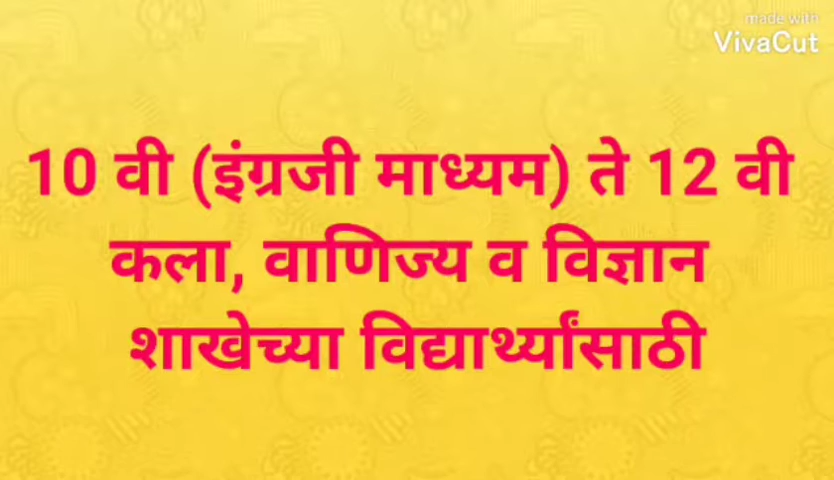 made with
VivaCut
10 वी (इंग्रजी माध्यम) ते 12 वी
कला, वाणिज्य व विज्ञान
शाखेच्या विद्यार्थ्यांसाठी